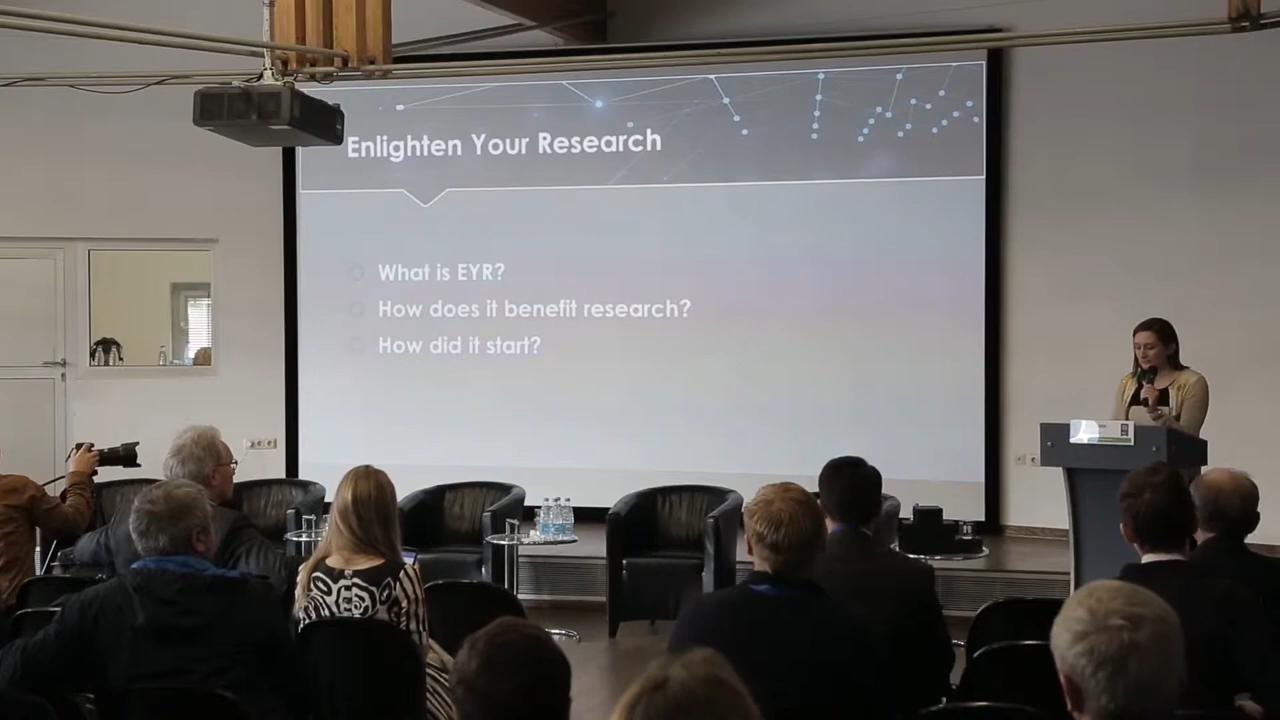 Enlighten Your Research
What is EYR?
How does it benefit research?
How did it start?